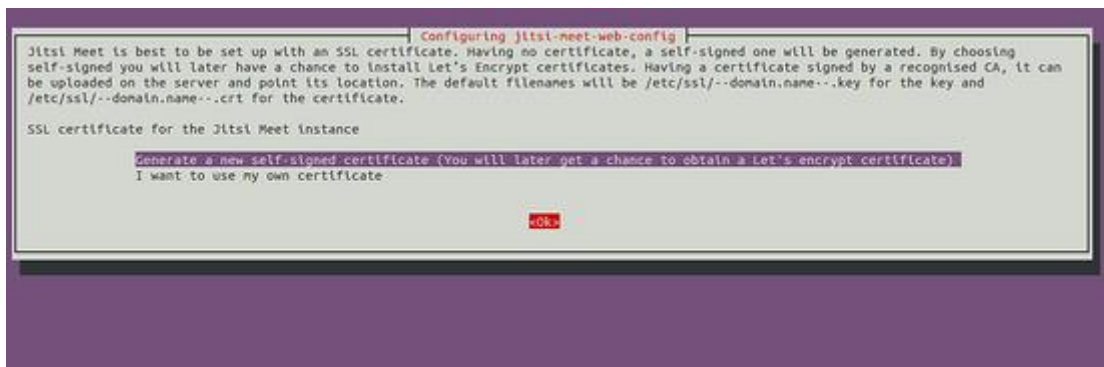 Configuring jitsi-meet-web-config
Jitsi Meet is best to be set up with an SSL certificate. Having no certificate, a self-signed one will be generated. By choosing
self-signed you will later have a chance to install Let's Encrypt certificates. Having a certificate signed by a recognised CA, it can
be uploaded on the server and point its location. The default filenames will be /etc/ssl/--domain.name--.key for the key and
/etc/ssl/--domain.name--.crt for the certificate.
SSL certificate for the Jitsi Meet instance
Generate a new self-signed certificate (You will later get a chance to obtain a Let's encrypt certificate)
I want to use my own certificate
<Ok>